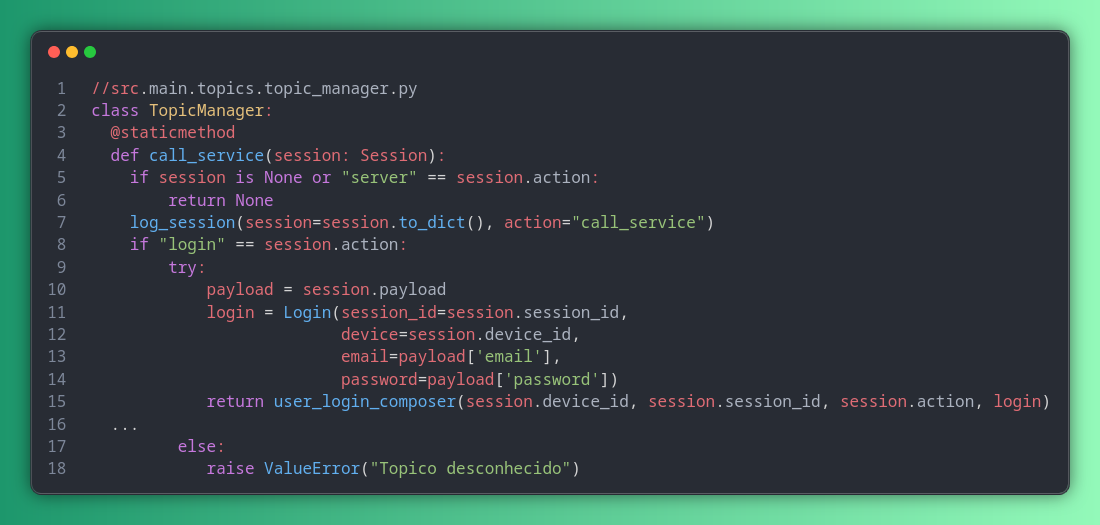 1 //src.main.topics.topic_manager.py
2 class TopicManager:
3   @staticmethod
4   def call_service(session: Session):
5     if session is None or "server" == session.action:
6         return None
7     log_session(session=session.to_dict(), action="call_service")
8     if "login" == session.action:
9         try:
10             payload = session.payload
11             login = Login(session_id=session.session_id,
12                           device=session.device_id,
13                           email=payload['email'],
14                           password=payload['password'])
15             return user_login_composer(session.device_id, session.session_id, session.action, login)
16   ...
17          else:
18             raise ValueError("Topico desconhecido")